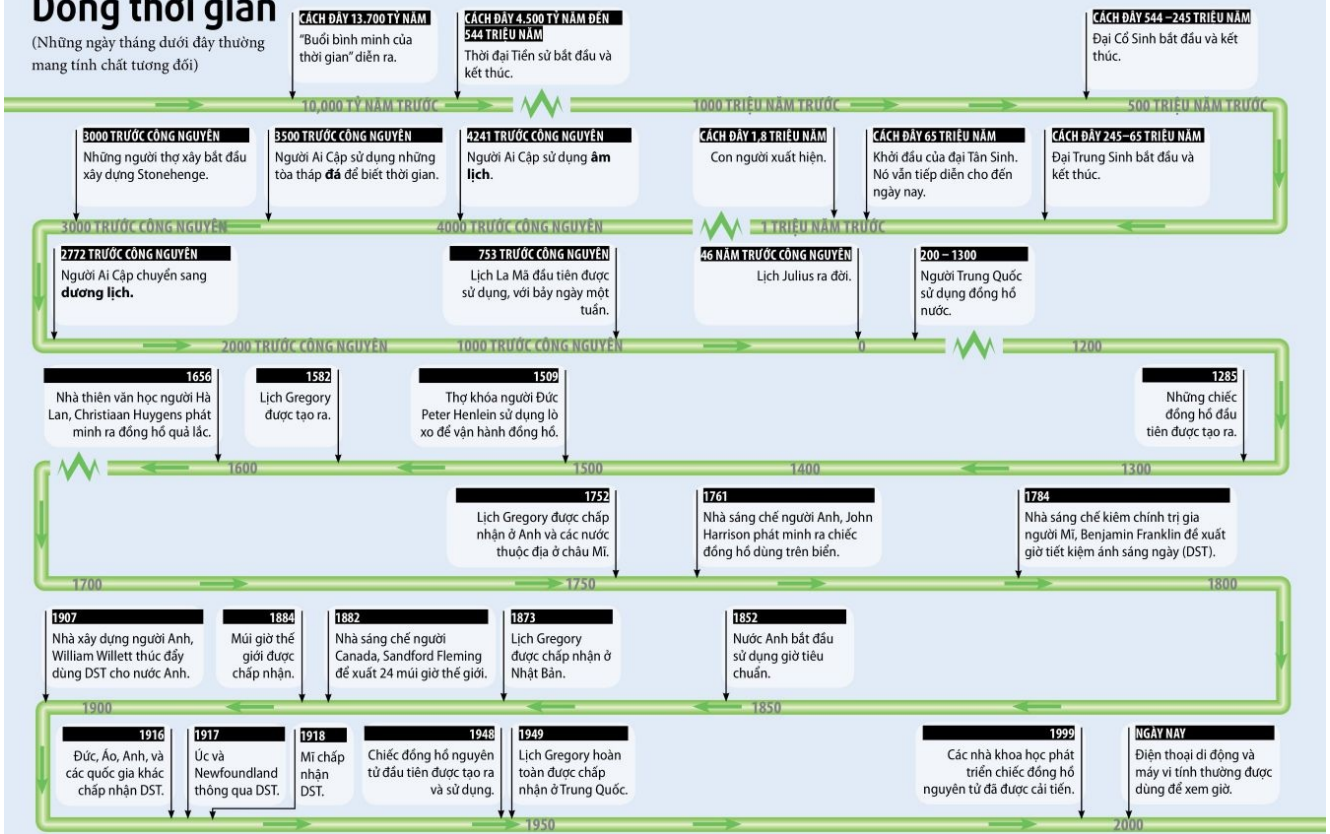 Dòng thời gian
(Những ngày tháng dưới đây thường
mang tính chất tương đối)
CÁCH ĐÂY 13.700 TỶ NĂM
"Buổi bình minh của
thời gian" diễn ra.
CÁCH ĐÂY 4.500 TỶ NĂM ĐẾN
544 TRIỆU NĂM
Thời đại Tiền sử bắt đầu và
kết thúc.
CÁCH ĐÂY 544 –245 TRIỆU NĂM
Đại Cổ Sinh bắt đầu và kết
thúc.
10,000 TỶ NĂM TRƯỚC
1000 TRIỆU NĂM TRƯỚC
500 TRIỆU NĂM TRƯỚC
3000 TRƯỚC CÔNG NGUYÊN
Những người thợ xây bắt đầu
xây dựng Stonehenge.
3500 TRƯỚC CÔNG NGUYÊN
Người Ai Cập sử dụng những
tòa tháp đá để biết thời gian.
4241 TRƯỚC CÔNG NGUYÊN
Người Ai Cập sử dụng âm
lịch.
CÁCH ĐÂY 1,8 TRIỆU NĂM
Con người xuất hiện.
CÁCH ĐÂY 65 TRIỆU NĂM
Khởi đầu của đại Tân Sinh.
Nó vẫn tiếp diễn cho đến
ngày nay.
CÁCH ĐÂY 245–65 TRIỆU NĂM
Đại Trung Sinh bắt đầu và
kết thúc.
3000 TRƯỚC CÔNG NGUYÊN
4000 TRƯỚC CÔNG NGUYÊN
1 TRIỆU NĂM TRƯỚC
2772 TRƯỚC CÔNG NGUYÊN
Người Ai Cập chuyển sang
dương lịch.
753 TRƯỚC CÔNG NGUYÊN
Lịch La Mã đầu tiên được
sử dụng, với bảy ngày một
tuần.
46 NĂM TRƯỚC CÔNG NGUYÊN
Lịch Julius ra đời.
200 – 1300
Người Trung Quốc
sử dụng đồng hồ
nước.
2000 TRƯỚC CÔNG NGUYÊN
1000 TRƯỚC CÔNG NGUYÊN
0
1200
1656
Nhà thiên văn học người Hà
Lan, Christiaan Huygens phát
minh ra đồng hồ quả lắc.
1582
Lịch Gregory
được tạo ra.
1509
Thợ khóa người Đức
Peter Henlein sử dụng lò
xo để vận hành đồng hồ.
1285
Những chiếc
đồng hồ đầu
tiên được tạo ra.
1600
1500
1400
1300
1752
Lịch Gregory được chấp
nhận ở Anh và các nước
thuộc địa ở châu Mĩ.
1761
Nhà sáng chế người Anh, John
Harrison phát minh ra chiếc
đồng hồ dùng trên biển.
1784
Nhà sáng chế kiêm chính trị gia
người Mĩ, Benjamin Franklin đề xuất
giờ tiết kiệm ánh sáng ngày (DST).
1700
1750
1800
1907
Nhà xây dựng người Anh,
William Willett thúc đẩy
dùng DST cho nước Anh.
1884
Múi giờ thế
giới được
chấp nhận.
1882
Nhà sáng chế người
Canada, Sandford Fleming
đề xuất 24 múi giờ thế giới.
1873
Lịch Gregory
được chấp nhận ở
Nhật Bản.
1852
Nước Anh bắt đầu
sử dụng giờ tiêu
chuẩn.
1900
1850
1916
Đức, Áo, Anh, và
các quốc gia khác
chấp nhận DST.
1917
Úc và
Newfoundland
thông qua DST.
1918
Mĩ chấp
nhận
DST.
1948
Chiếc đồng hồ nguyên
tử đầu tiên được tạo ra
và sử dụng.
1949
Lịch Gregory hoàn
toàn được chấp
nhận ở Trung Quốc.
1999
Các nhà khoa học phát
triển chiếc đồng hồ
nguyên tử đã được cải tiến.
NGÀY NAY
Điện thoại di động và
máy vi tính thường được
dùng để xem giờ.
1950
2000